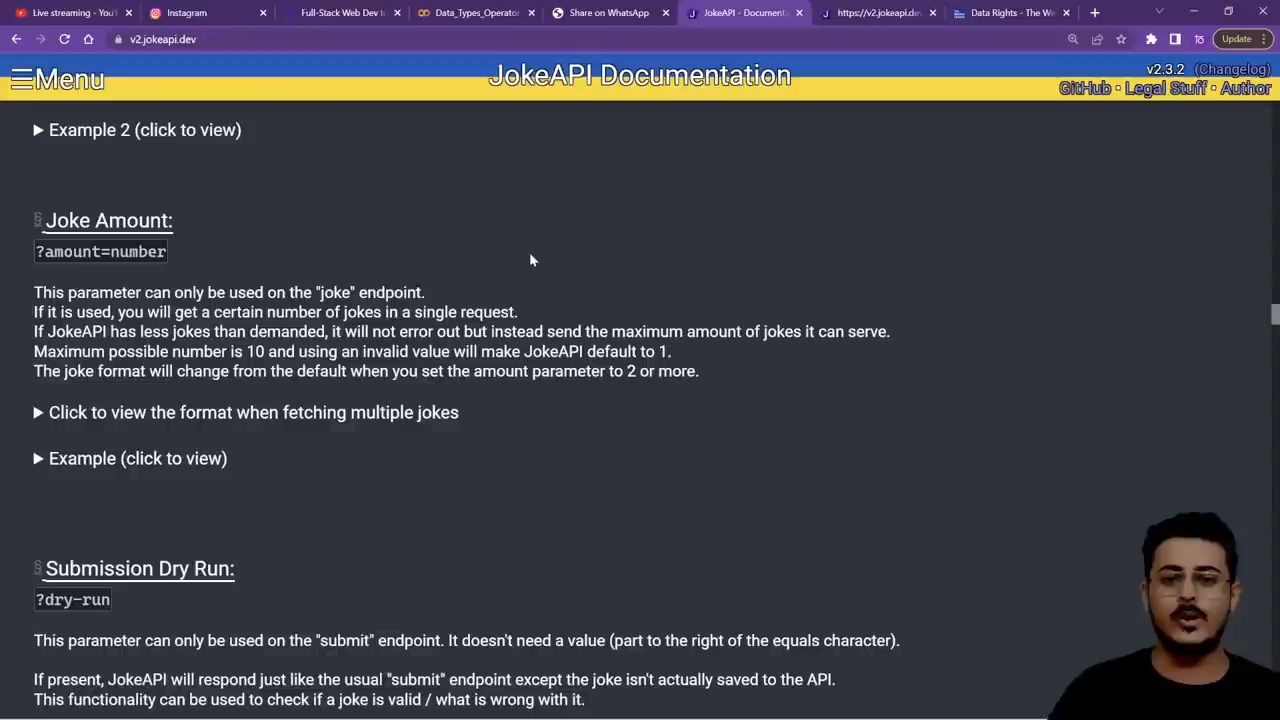 Live streaming - You
Instagram
Full-Stack Web Dev I
Data_Types_Operator
Share on WhatsApp
JokeAPI - Documenta
https://v2.jokeapi.de
Data Rights - The We
v2.jokeapi.dev
Update
Menu
JokeAPI Documentation
v2.3.2 (Changelog)
GitHub • Legal Stuff • Author
Example 2 (click to view)
§ Joke Amount:
?amount=number
This parameter can only be used on the "joke" endpoint.
If it is used, you will get a certain number of jokes in a single request.
If JokeAPI has less jokes than demanded, it will not error out but instead send the maximum amount of jokes it can serve.
Maximum possible number is 10 and using an invalid value will make JokeAPI default to 1.
The joke format will change from the default when you set the amount parameter to 2 or more.
Click to view the format when fetching multiple jokes
Example (click to view)
§ Submission Dry Run:
?dry-run
This parameter can only be used on the "submit" endpoint. It doesn't need a value (part to the right of the equals character).
If present, JokeAPI will respond just like the usual "submit" endpoint except the joke isn't actually saved to the API.
This functionality can be used to check if a joke is valid / what is wrong with it.